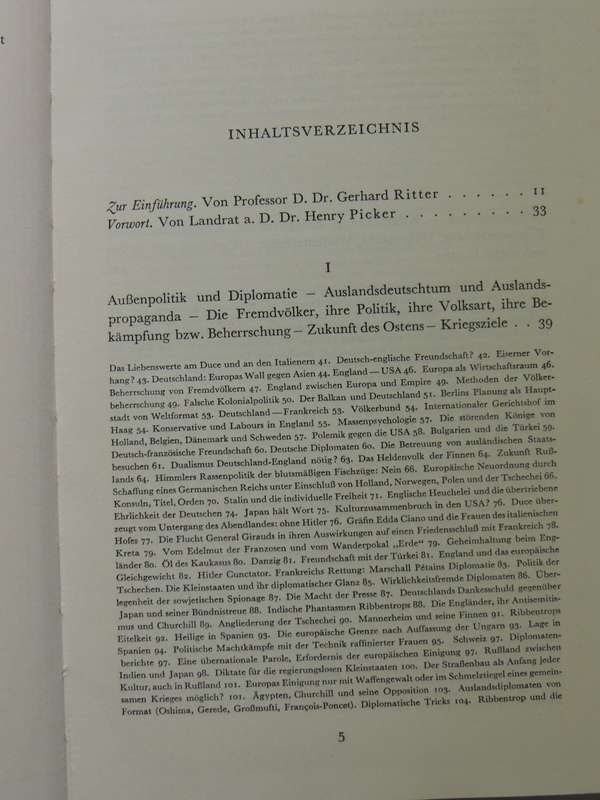 t
INHALTSVERZEICHNIS
Zur Einführung. Von Professor D. Dr. Gerhard Ritter . . . . . . 11
Vorwort. Von Landrat a. D. Dr. Henry Picker . . . . . . . . . 33
I
Außenpolitik und Diplomatie – Auslandsdeutschtum und Auslands-
propaganda – Die Fremdvölker, ihre Politik, ihre Volksart, ihre Be-
kämpfung bzw. Beherrschung – Zukunft des Ostens – Kriegsziele . . 39
Das Liebenswerte am Duce und an den Italienern 41. Deutsch-englische Freundschaft? 42. Eiserner Vor-
hang? 43. Deutschland: Europas Wall gegen Asien 44. England — USA 46. Europa als Wirtschaftsraum 46.
Beherrschung von Fremdvölkern 47. England zwischen Europa und Empire 49. Methoden der Völker-
beherrschung 49. Falsche Kolonialpolitik 50. Der Balkan und Deutschland 51. Berlins Planung als Haupt-
stadt von Weltformat 53. Deutschland — Frankreich 53. Völkerbund 54. Internationaler Gerichtshof im
Haag 54. Konservative und Labours in England 55. Massenpsychologie 57. Die störenden Könige von
Holland, Belgien, Dänemark und Schweden 57. Polemik gegen die USA 58. Bulgarien und die Türkei 59.
Deutsch-französische Freundschaft 60. Deutsche Diplomaten 60. Die Betreuung von ausländischen Staats-
besuchen 61. Dualismus Deutschland-England nötig? 63. Das Heldenvolk der Finnen 64. Zukunft Ruß-
lands 64. Himmlers Rassenpolitik der blutsmäßigen Fischzüge: Nein 66. Europäische Neuordnung durch
Schaffung eines Germanischen Reichs unter Einschluß von Holland, Norwegen, Polen und der Tschechei 66.
Konsuln, Titel, Orden 70. Stalin und die individuelle Freiheit 71. Englische Heuchelei und die übertriebene
Ehrlichkeit der Deutschen 74. Japan hält Wort 75. Kulturzusammenbruch in den USA? 76. Duce über-
zeugt vom Untergang des Abendlandes: ohne Hitler 76. Gräfin Edda Ciano und die Frauen des italienischen
Hofes 77. Die Flucht General Girauds in ihren Auswirkungen auf einen Friedensschluß mit Frankreich 78.
Kreta 79. Vom Edelmut der Franzosen und vom Wanderpokal „Erde“ 79. Geheimhaltung beim Eng-
länder 80. Öl des Kaukasus 80. Danzig 81. Freundschaft mit der Türkei 81. England und das europäische
Gleichgewicht 82. Hitler Cunctator. Frankreichs Rettung: Marschall Pétains Diplomatie 83. Politik der
Tschechen. Die Kleinstaaten und ihr diplomatischer Glanz 85. Wirklichkeitsfremde Diplomaten 86. Über-
legenheit der sowjetischen Spionage 87. Die Macht der Presse 87. Deutschlands Dankesschuld gegenüber
Japan und seiner Bündnistreue 88. Indische Phantasmen Ribbentrops 88. Die Engländer, ihr Antisemitis-
mus und Churchill 89. Angliederung der Tschechei 90. Mannerheim und seine Finnen 91. Ribbentrops
Eitelkeit 92. Heilige in Spanien 93. Die europäische Grenze nach Auffassung der Ungarn 93. Lage in
Spanien 94. Politische Machtkämpfe mit der Technik raffinierter Frauen 95. Schweiz 97. Diplomaten-
berichte 97. Eine übernationale Parole, Erfordernis der europäischen Einigung 97. Rußland zwischen
Indien und Japan 98. Diktate für die regierungslosen Kleinstaaten 100. Der Straßenbau als Anfang jeder
Kultur, auch in Rußland 101. Europas Einigung nur mit Waffengewalt oder im Schmelztiegel eines gemein-
samen Krieges möglich? 101. Ägypten, Churchill und seine Opposition 103. Auslandsdiplomaten von
Format (Oshima, Gerede, Großmufti, François-Poncet). Diplomatische Tricks 104. Ribbentrop und die
5